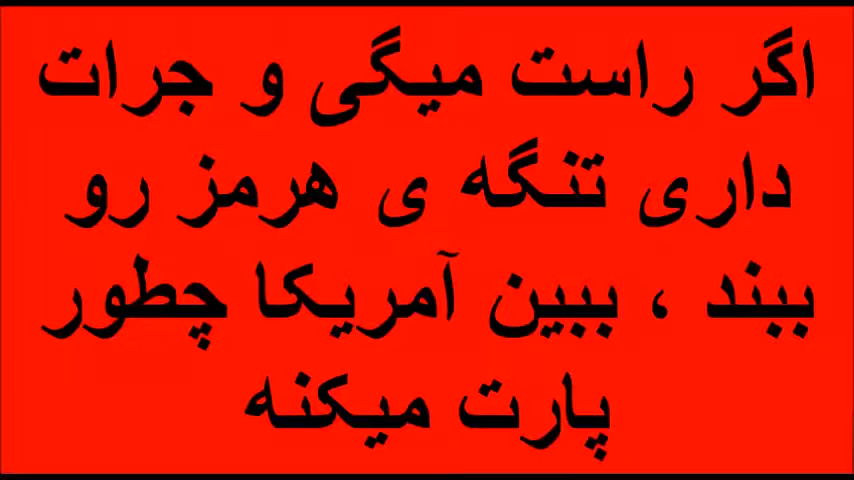 اگر راست میگی و جرات
داری تنگه ی هرمز رو
ببند ، ببین آمریکا چطور
پارت میکنه